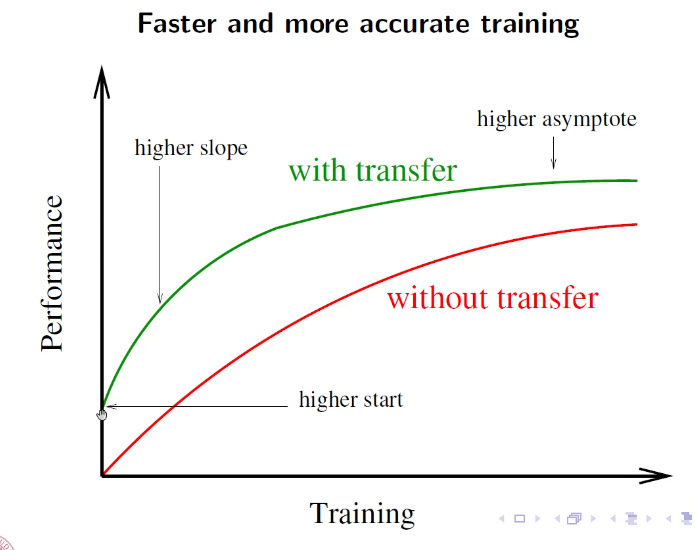 Faster and more accurate training
higher asymptote
higher slope
with transfer
Performance
without transfer
higher start
Training